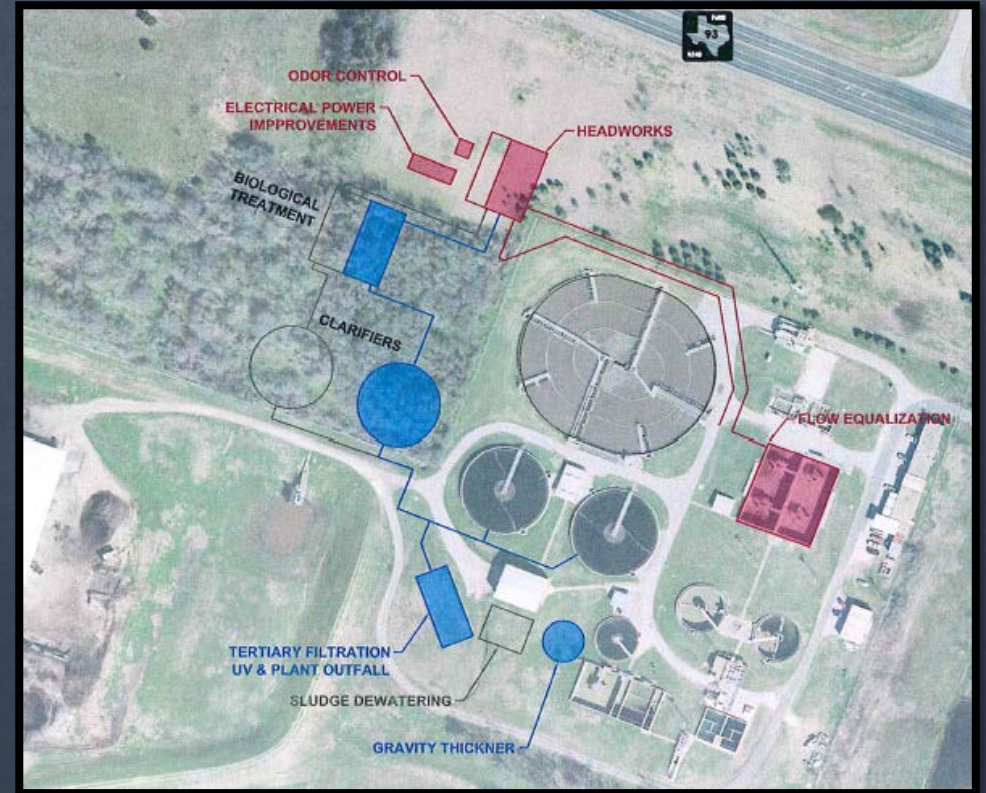 93
ODOR CONTROL
ELECTRICAL POWER
IMPPROVEMENTS
HEADWORKS
BIOLOGICAL
TREATMENT
CLARIFIERS
FLOW EQUALIZATION
TERTIARY FILTRATION
UV & PLANT OUTFALL
SLUDGE DEWATERING
GRAVITY THICKNER